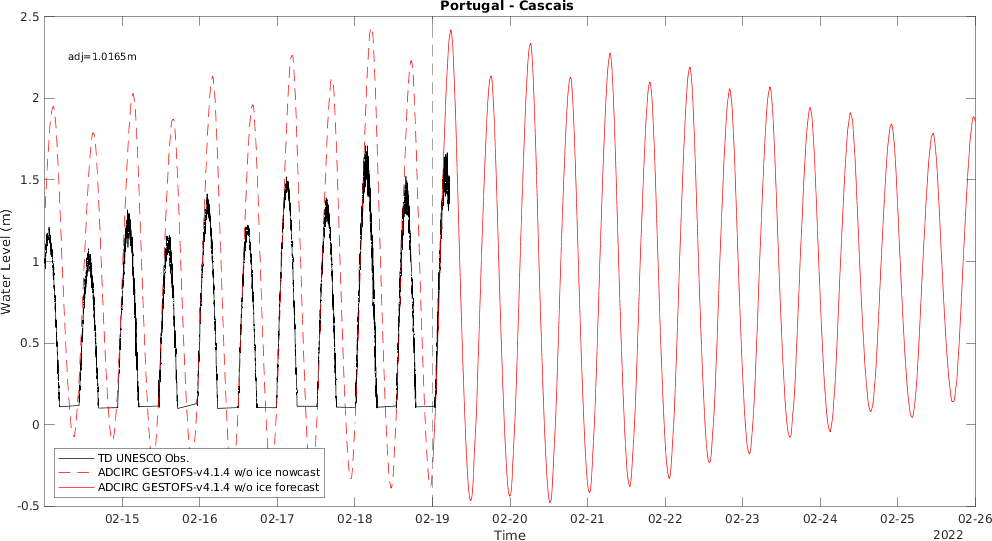 Portugal - Cascais
2.5
adj=1.0165m
2
1.5
1
0.5
0
-0.5
Water Level (m)
TD UNESCO Obs.
ADCIRC GESTOFS-v4.1.4 w/o ice nowcast
ADCIRC GESTOFS-v4.1.4 w/o ice forecast
02-15 02-16 02-17 02-18 02-19 02-20 02-21 02-22 02-23 02-24 02-25 02-26
Time
2022